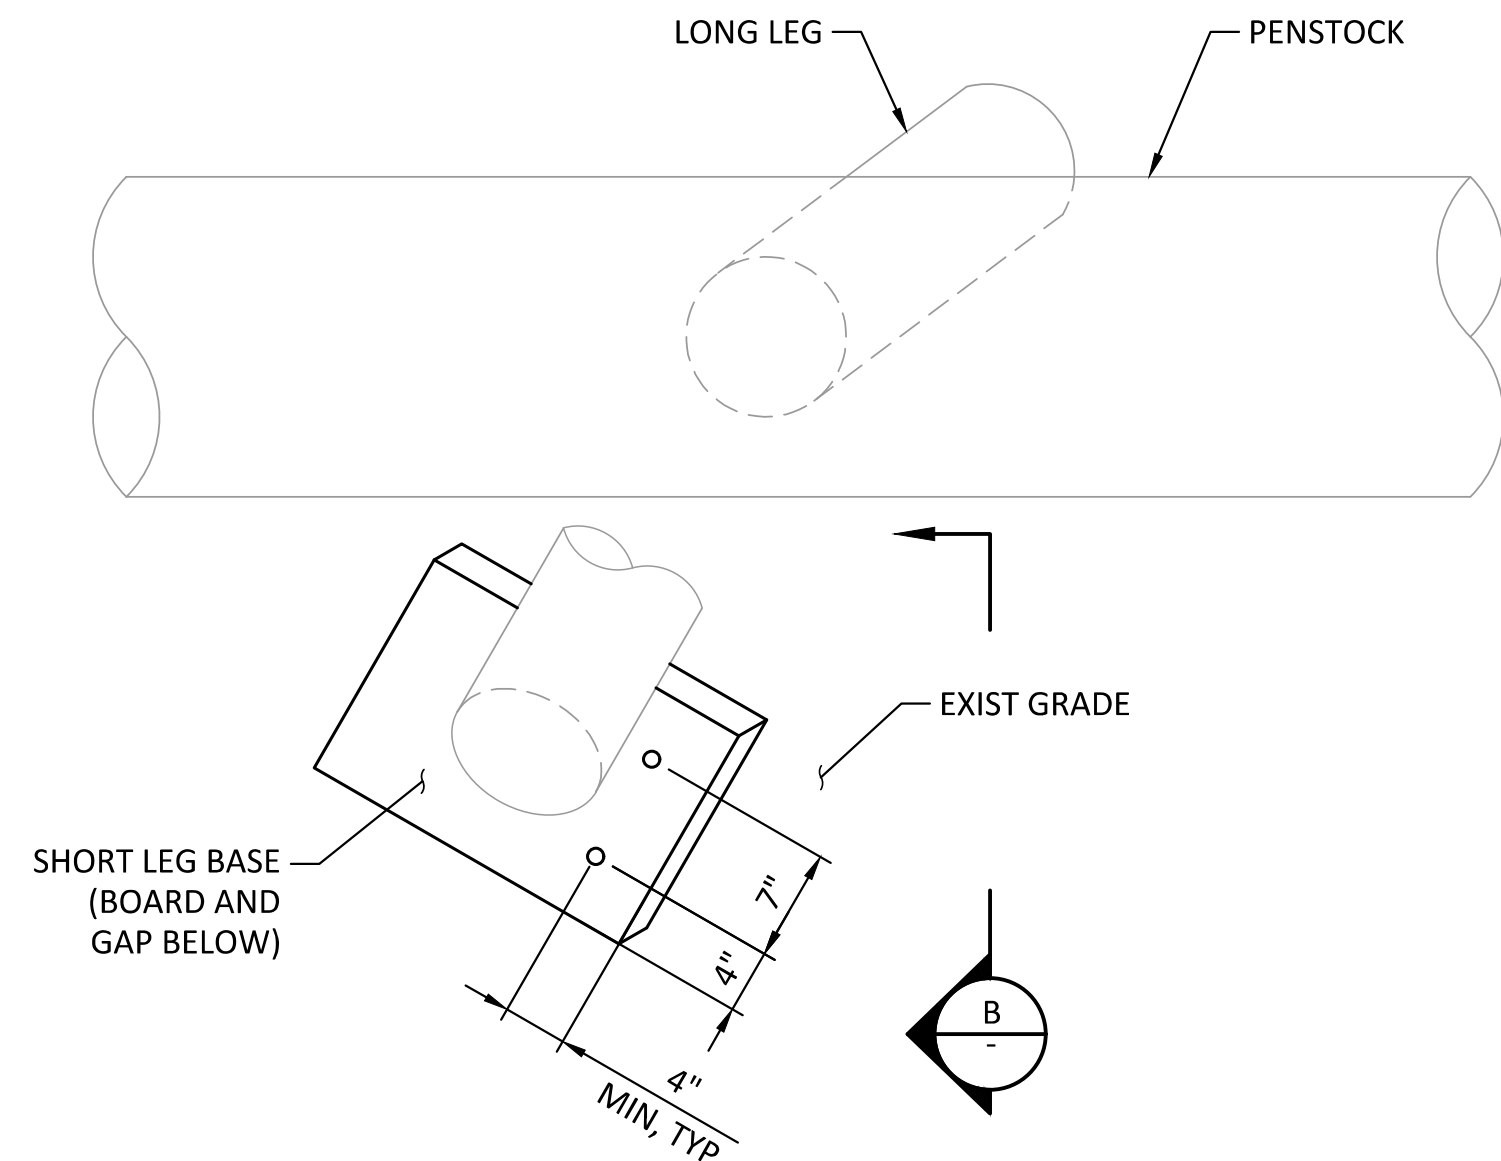 LONG LEG
PENSTOCK
EXIST GRADE
SHORT LEG BASE
(BOARD AND
GAP BELOW)
7"
4"
4"
MIN, TYP
B
-